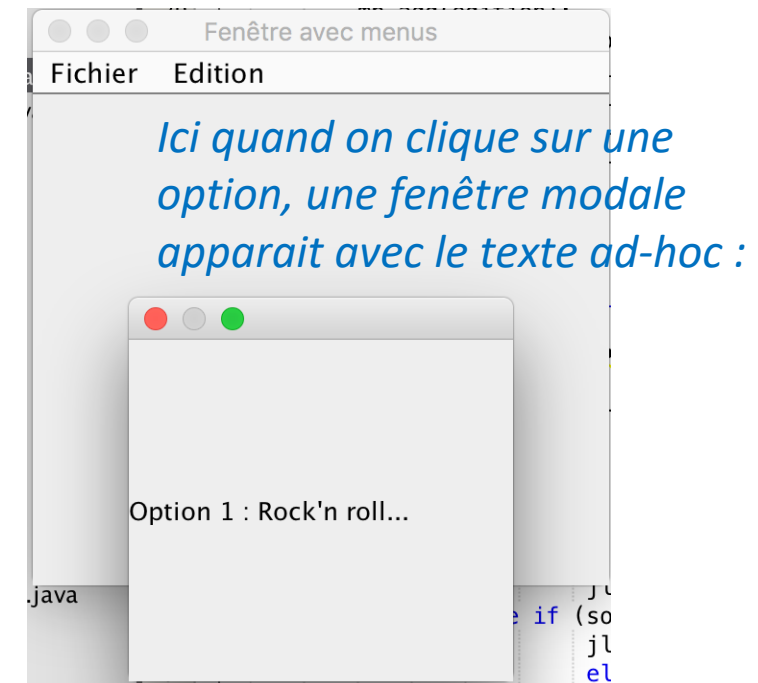 Fenêtre avec menus
Fichier Edition
Ici quand on clique sur une
option, une fenêtre modale
apparait avec le texte ad-hoc :
Option 1 : Rock'n roll...
.java
if (so
jl
el